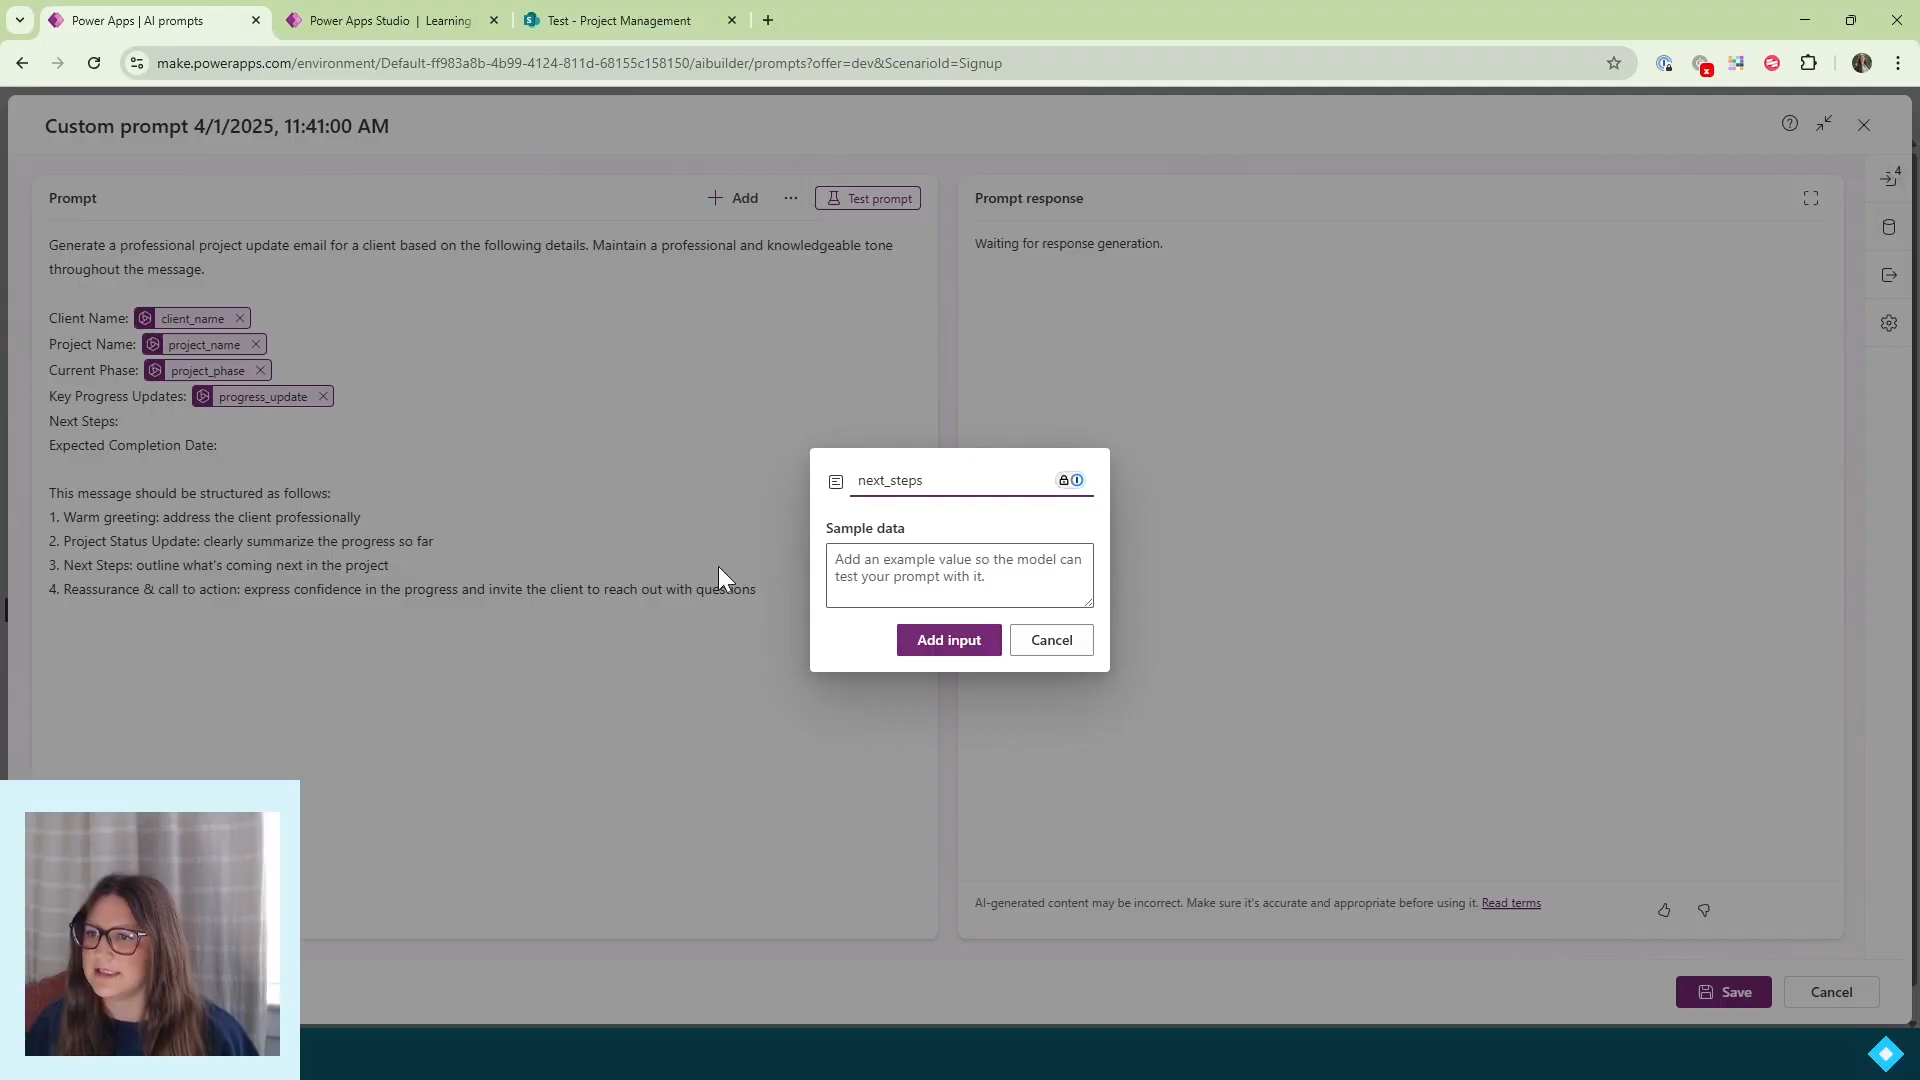 Power Apps | AI prompts
Power Apps Studio | Learning
Test - Project Management
make.powerapps.com/environment/Default-ff983a8b-4b99-4124-811d-68155c158150/aibuilder/prompts?offer=dev&ScenarioId=Signup
Custom prompt 4/1/2025, 11:41:00 AM
Prompt
Add
Test prompt
Generate a professional project update email for a client based on the following details. Maintain a professional and knowledgeable tone
throughout the message.
Client Name: client_name
Project Name: project_name
Current Phase: project_phase
Key Progress Updates: progress_update
Next Steps:
Expected Completion Date:
This message should be structured as follows:
1. Warm greeting: address the client professionally
2. Project Status Update: clearly summarize the progress so far
3. Next Steps: outline what's coming next in the project
4. Reassurance & call to action: express confidence in the progress and invite the client to reach out with questions
Prompt response
Waiting for response generation.
4
next_steps
Sample data
Add an example value so the model can
test your prompt with it.
Add input
Cancel
AI-generated content may be incorrect. Make sure it's accurate and appropriate before using it. Read terms
Save
Cancel